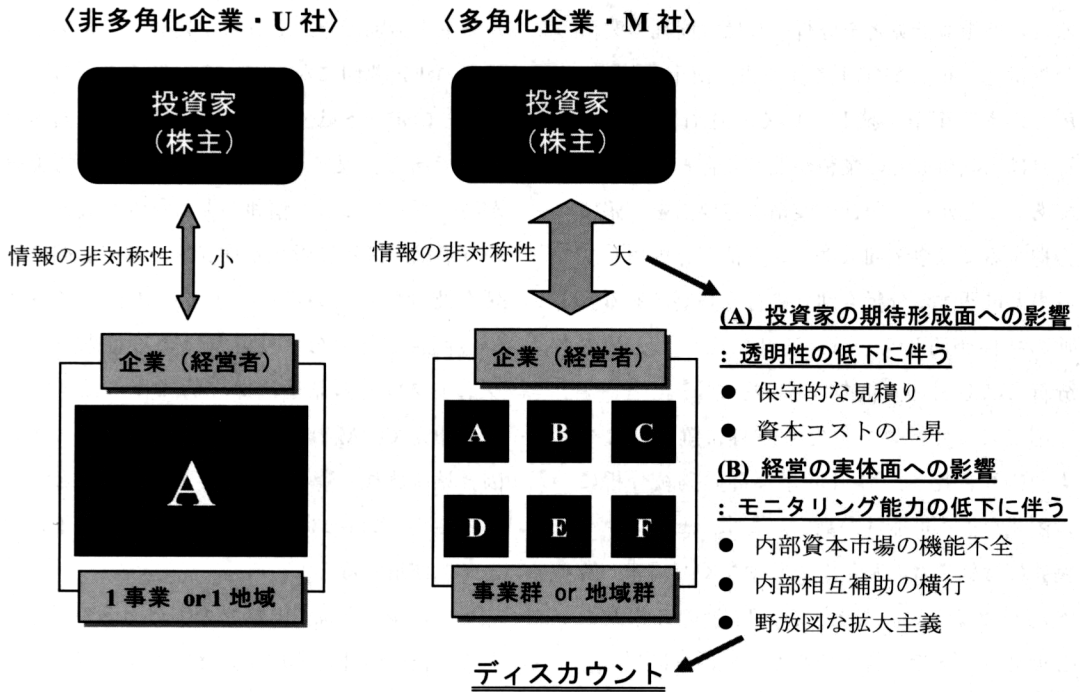 〈非多角化企業・U 社〉
投資家
（株主）
情報の非対称性 小
企業（経営者）
A
1 事業 or 1 地域
〈多角化企業・M 社〉
投資家
（株主）
情報の非対称性 大
企業（経営者）
A B C
D E F
事業群 or 地域群
(A) 投資家の期待形成面への影響
: 透明性の低下に伴う
● 保守的な見積り
● 資本コストの上昇
(B) 経営の実体面への影響
: モニタリング能力の低下に伴う
● 内部資本市場の機能不全
● 内部相互補助の横行
● 野放図な拡大主義
ディスカウント